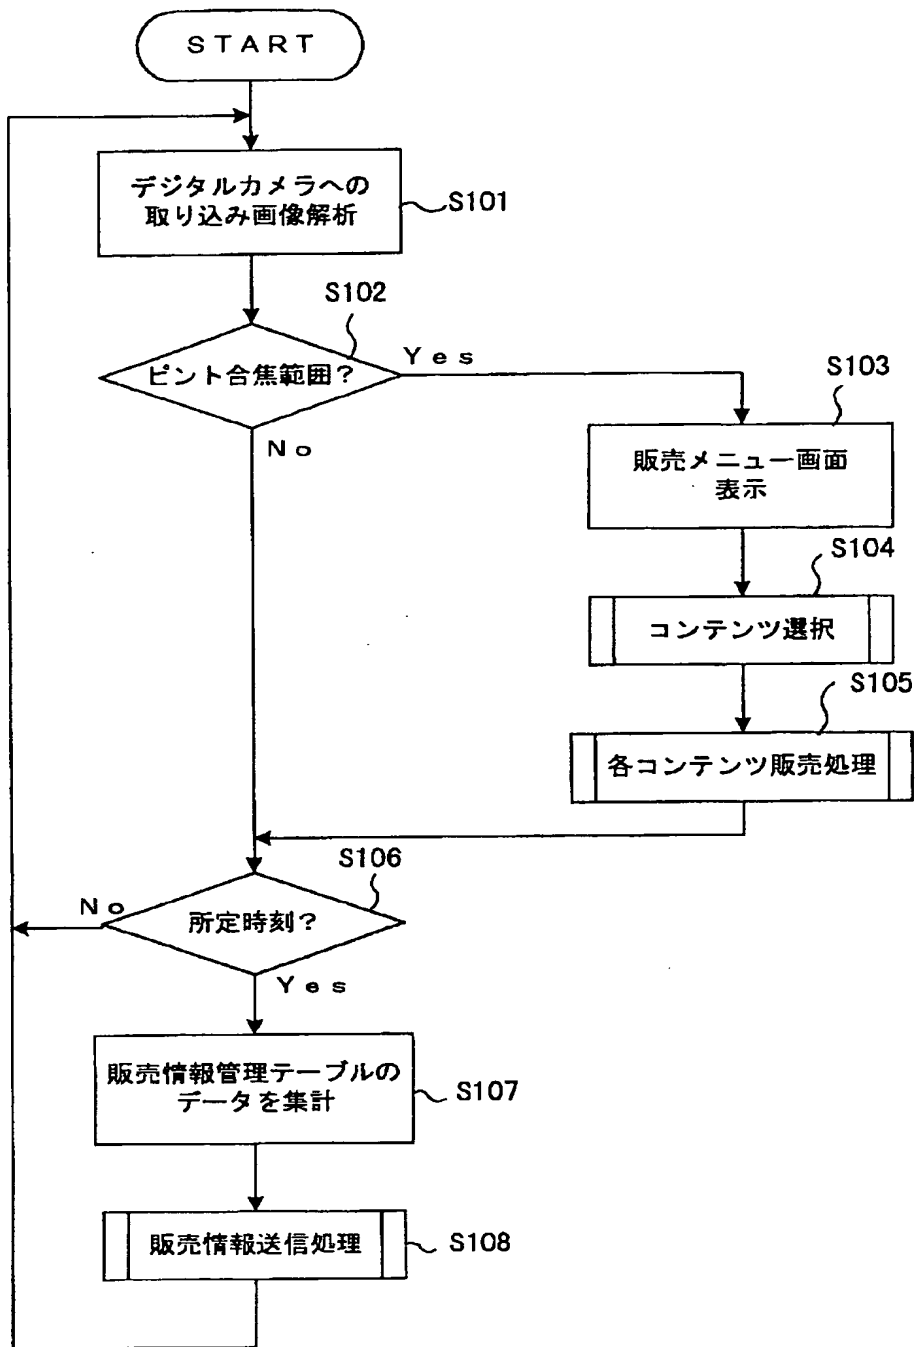 START
デジタルカメラへの
取り込み画像解析
S101
S102
ピント合焦範囲?
Yes
No
S103
販売メニュー画面
表示
S104
コンテンツ選択
S105
各コンテンツ販売処理
S106
所定時刻?
No
Yes
販売情報管理テーブルの
データを集計
S107
販売情報送信処理
S108